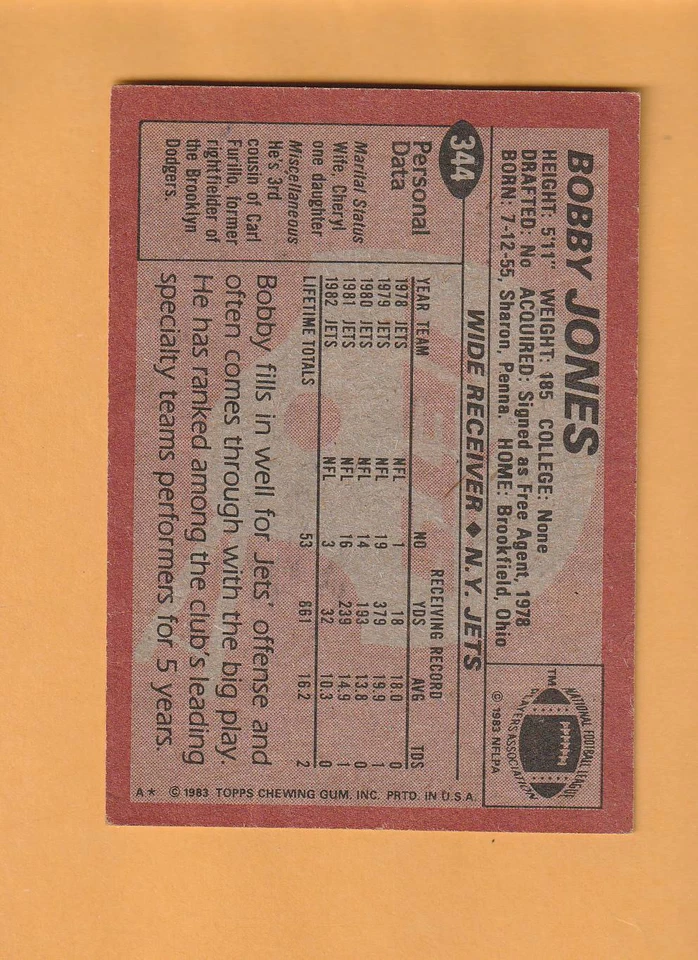 344
BOBBY JONES
HEIGHT: 5'11" WEIGHT: 185 COLLEGE: None
DRAFTED: No ACQUIRED: Signed as Free Agent, 1978
BORN: 7-12-55, Sharon, Penna. HOME: Brookfield, Ohio
WIDE RECEIVER ♦ N.Y. JETS
NATIONAL FOOTBALL LEAGUE
PLAYERS ASSOCIATION
TM
© 1983 NFLPA
Personal
Data
Marital Status
Wife, Cheryl
one daughter
Miscellaneous
He's 3rd
cousin of Carl
Furillo, former
rightfielder of
the Brooklyn
Dodgers.
RECEIVING RECORD
YEAR TEAM NO YDS AVG TDS
1978 JETS NFL 1 18 18.0 0
1979 JETS NFL 19 379 19.9 1
1980 JETS NFL 14 193 13.8 0
1981 JETS NFL 16 239 14.9 1
1982 JETS NFL 3 32 10.3 0
LIFETIME TOTALS 53 861 16.2 2
Bobby fills in well for Jets' offense and
often comes through with the big play.
He has ranked among the club's leading
specialty teams performers for 5 years.
A★ © 1983 TOPPS CHEWING GUM, INC. PRTD. IN U.S.A.